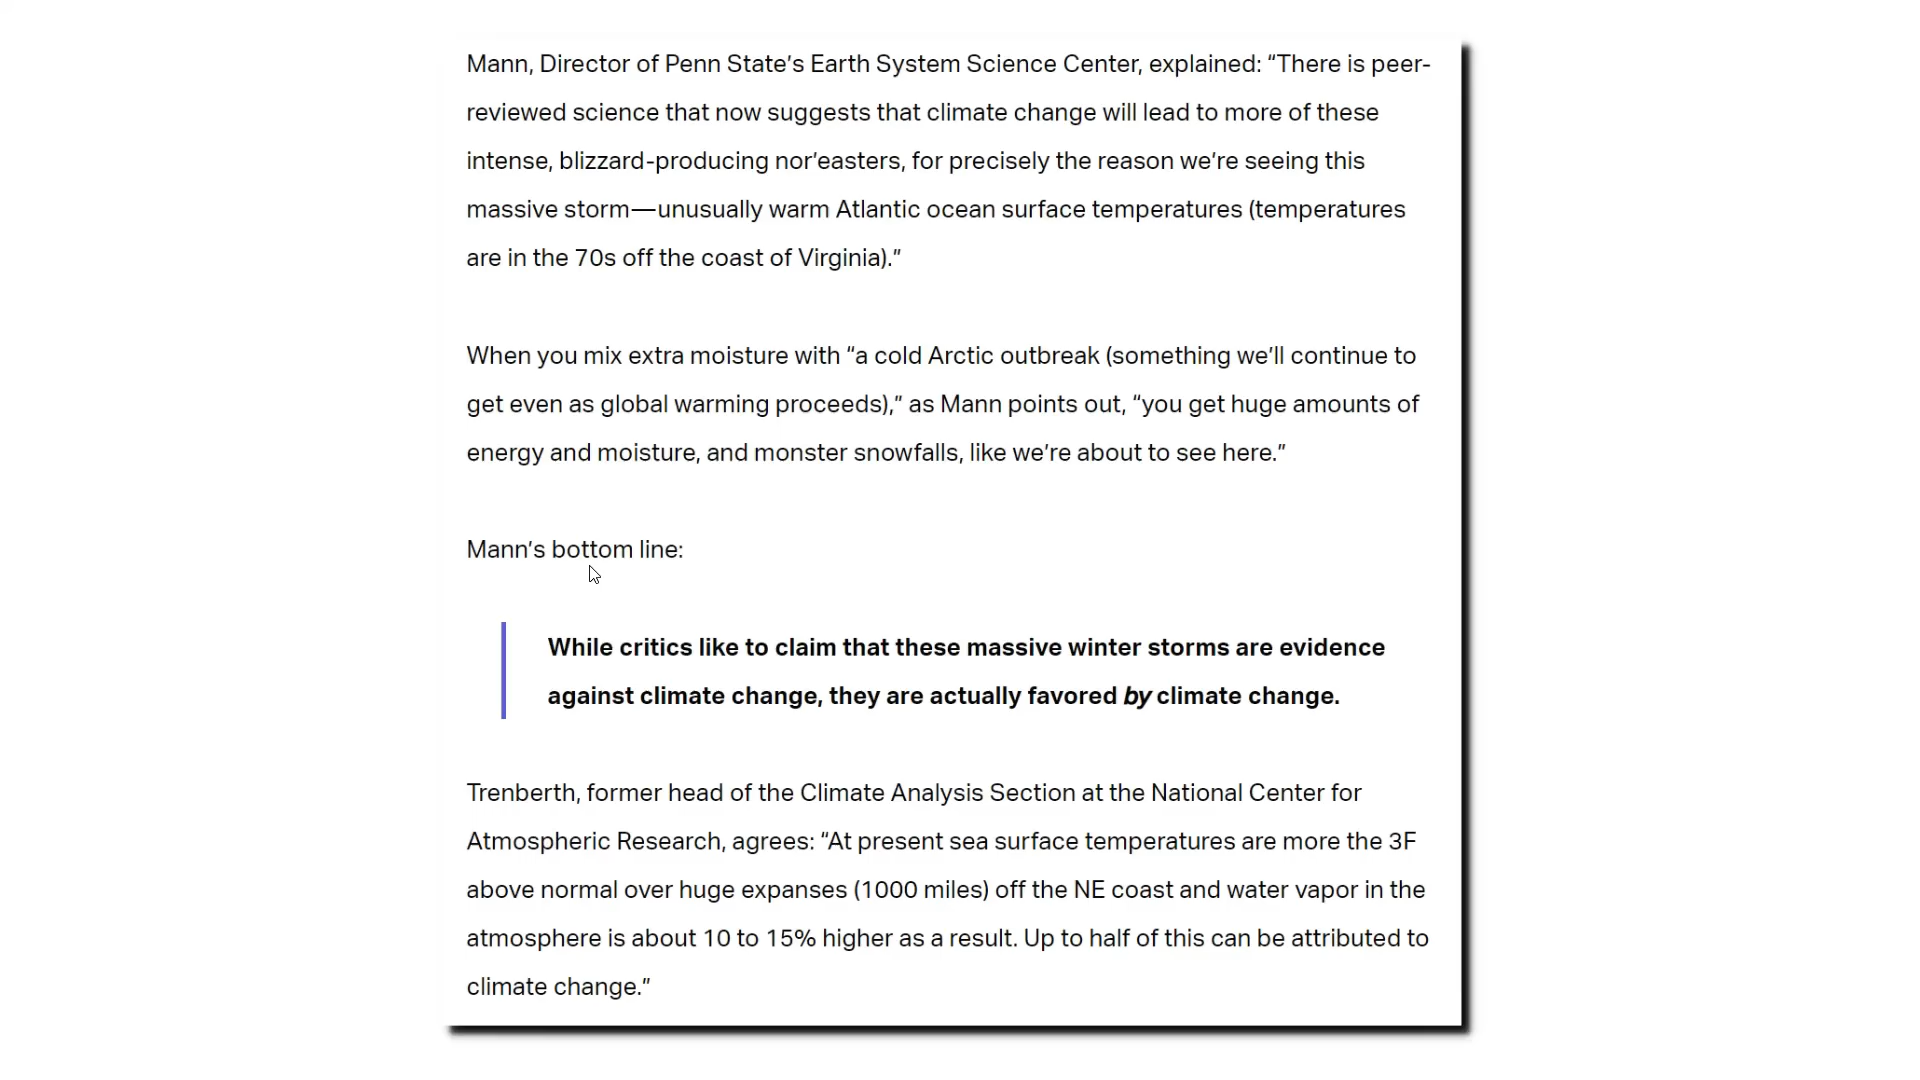 Mann, Director of Penn State’s Earth System Science Center, explained: “There is peer-
reviewed science that now suggests that climate change will lead to more of these
intense, blizzard-producing nor’easters, for precisely the reason we’re seeing this
massive storm—unusually warm Atlantic ocean surface temperatures (temperatures
are in the 70s off the coast of Virginia).”
When you mix extra moisture with “a cold Arctic outbreak (something we’ll continue to
get even as global warming proceeds),” as Mann points out, “you get huge amounts of
energy and moisture, and monster snowfalls, like we’re about to see here.”
Mann’s bottom line:
While critics like to claim that these massive winter storms are evidence
against climate change, they are actually favored by climate change.
Trenberth, former head of the Climate Analysis Section at the National Center for
Atmospheric Research, agrees: “At present sea surface temperatures are more the 3F
above normal over huge expanses (1000 miles) off the NE coast and water vapor in the
atmosphere is about 10 to 15% higher as a result. Up to half of this can be attributed to
climate change.”